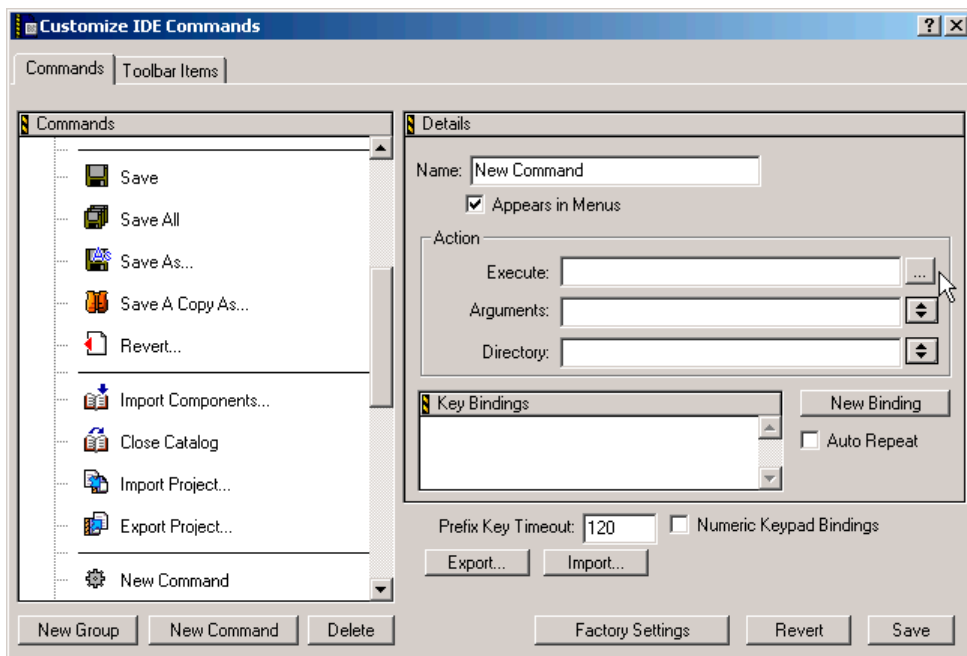 Customize IDE Commands
Commands
Toolbar Items
Commands
Save
Save All
Save As...
Save A Copy As...
Revert...
Import Components...
Close Catalog
Import Project...
Export Project...
New Command
New Group
New Command
Delete
Details
Name: New Command
Appears in Menus
Action
Execute: ...
Arguments:
Directory:
Key Bindings
New Binding
Auto Repeat
Prefix Key Timeout: 120
Numeric Keypad Bindings
Export...
Import...
Factory Settings
Revert
Save